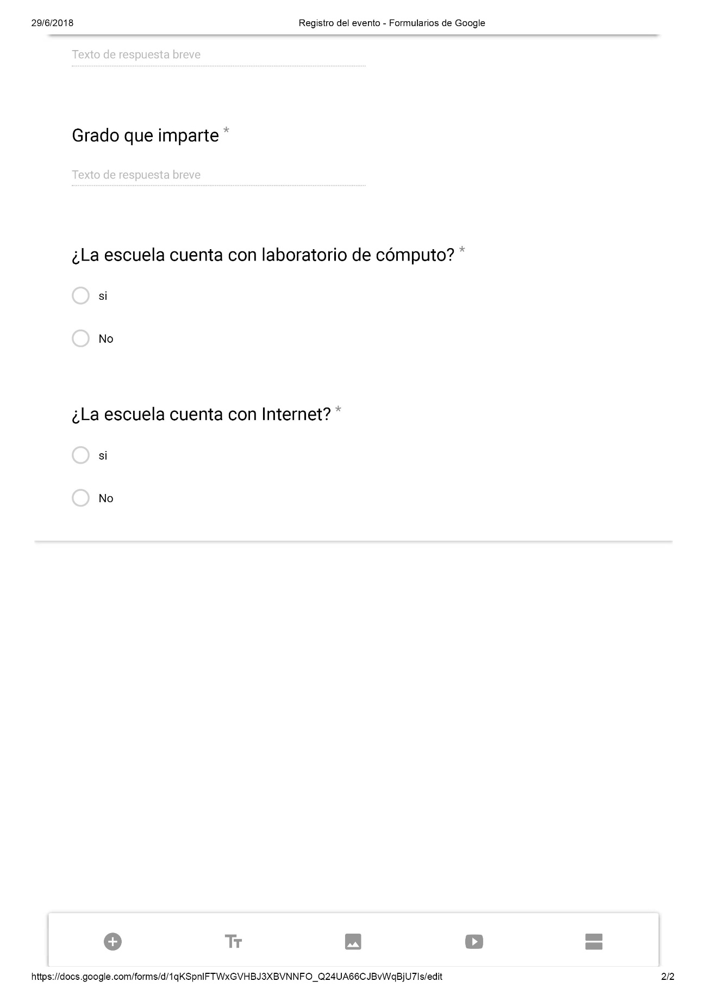 29/6/2018 Registro del evento - Formularios de Google
Texto de respuesta breve
Grado que imparte *
Texto de respuesta breve
¿La escuela cuenta con laboratorio de cómputo? *
si
No
¿La escuela cuenta con Internet? *
si
No
https://docs.google.com/forms/d/1qKSpnIFTWxGVHBJ3XBVNNFO_Q24UA66CJBvWqBjU7Is/edit 2/2